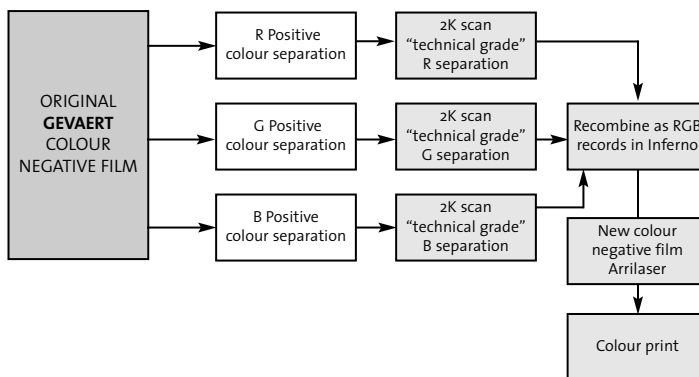 ORIGINAL
GEVAERT
COLOUR
NEGATIVE FILM
R Positive
colour separation
2K scan
“technical grade”
R separation
G Positive
colour separation
2K scan
“technical grade”
G separation
Recombine as RGB
records in Inferno
B Positive
colour separation
2K scan
“technical grade”
B separation
New colour
negative film
Arrilaser
Colour print